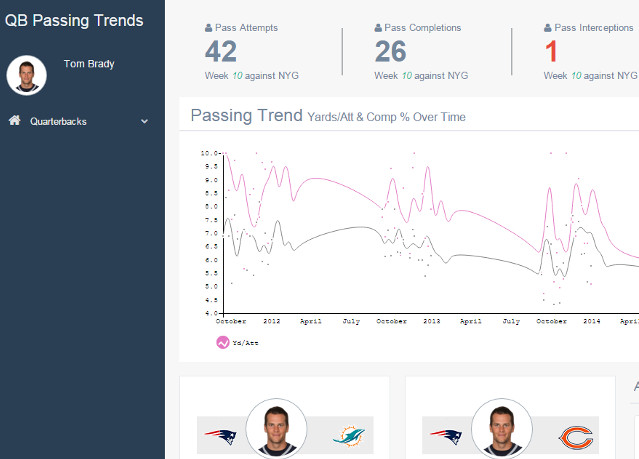 QB Passing Trends
Tom Brady
Quarterbacks
Pass Attempts
42
Week 10 against NYG
Pass Completions
26
Week 10 against NYG
Pass Interceptions
1
Week 10 against NYG
Passing Trend Yards/Att & Comp % Over Time
10.0
9.5
9.0
8.5
8.0
7.5
7.0
6.5
6.0
5.5
5.0
4.5
4.0
October 2012 April July October 2013 April July October 2014 April
Yd/Att
A